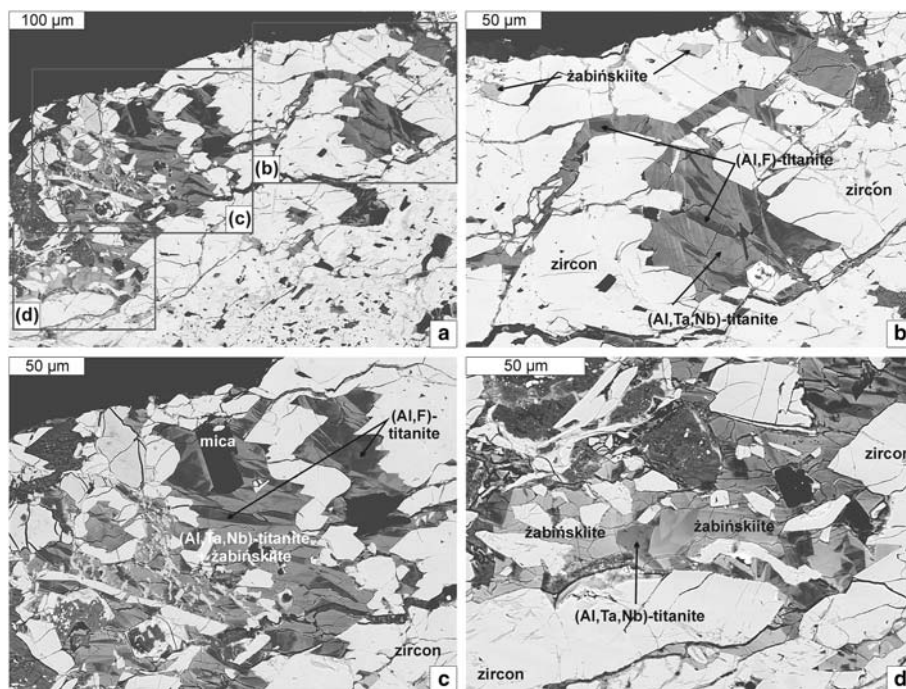 100 µm
(b)
(c)
(d)
a
50 µm
żabińskiite
(Al,F)-titanite
zircon
zircon
(Al,Ta,Nb)-titanite
b
50 µm
(Al,F)-
titanite
mica
(Al,Ta,Nb)-titanite
żabińskiite
zircon
c
50 µm
zircon
żabińskiite
żabińskiite
(Al,Ta,Nb)-titanite
zircon
d